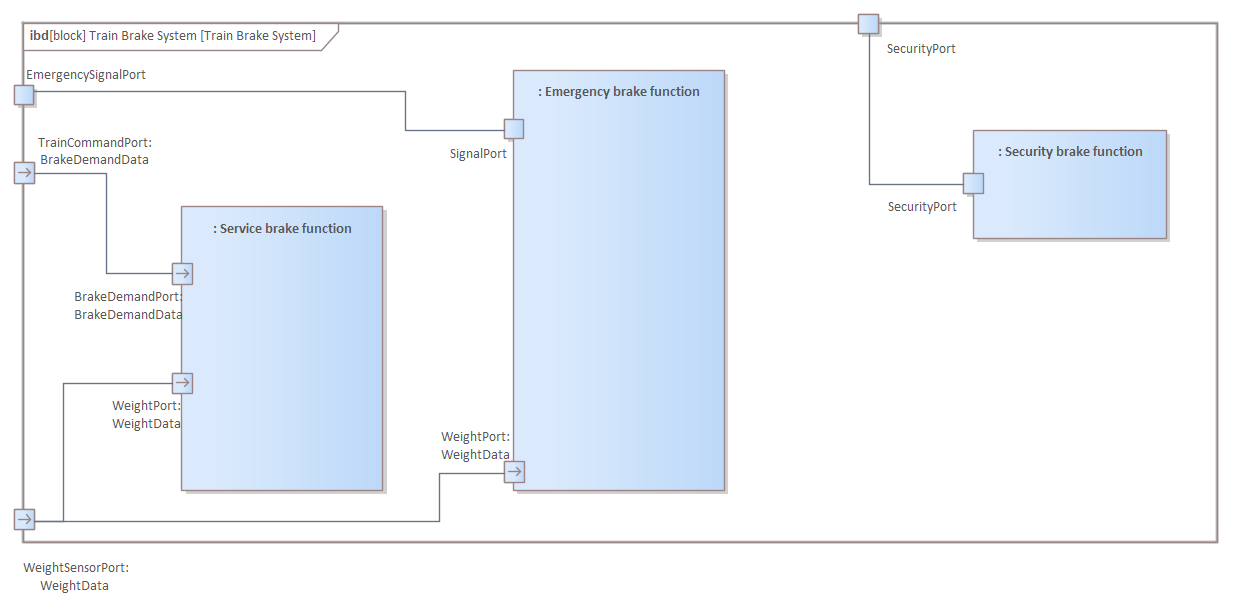 ibd[block] Train Brake System [Train Brake System]
SecurityPort
EmergencySignalPort
: Emergency brake function
TrainCommandPort:
BrakeDemandData
SignalPort
: Security brake function
SecurityPort
: Service brake function
BrakeDemandPort:
BrakeDemandData
WeightPort:
WeightData
WeightPort:
WeightData
WeightSensorPort:
WeightData